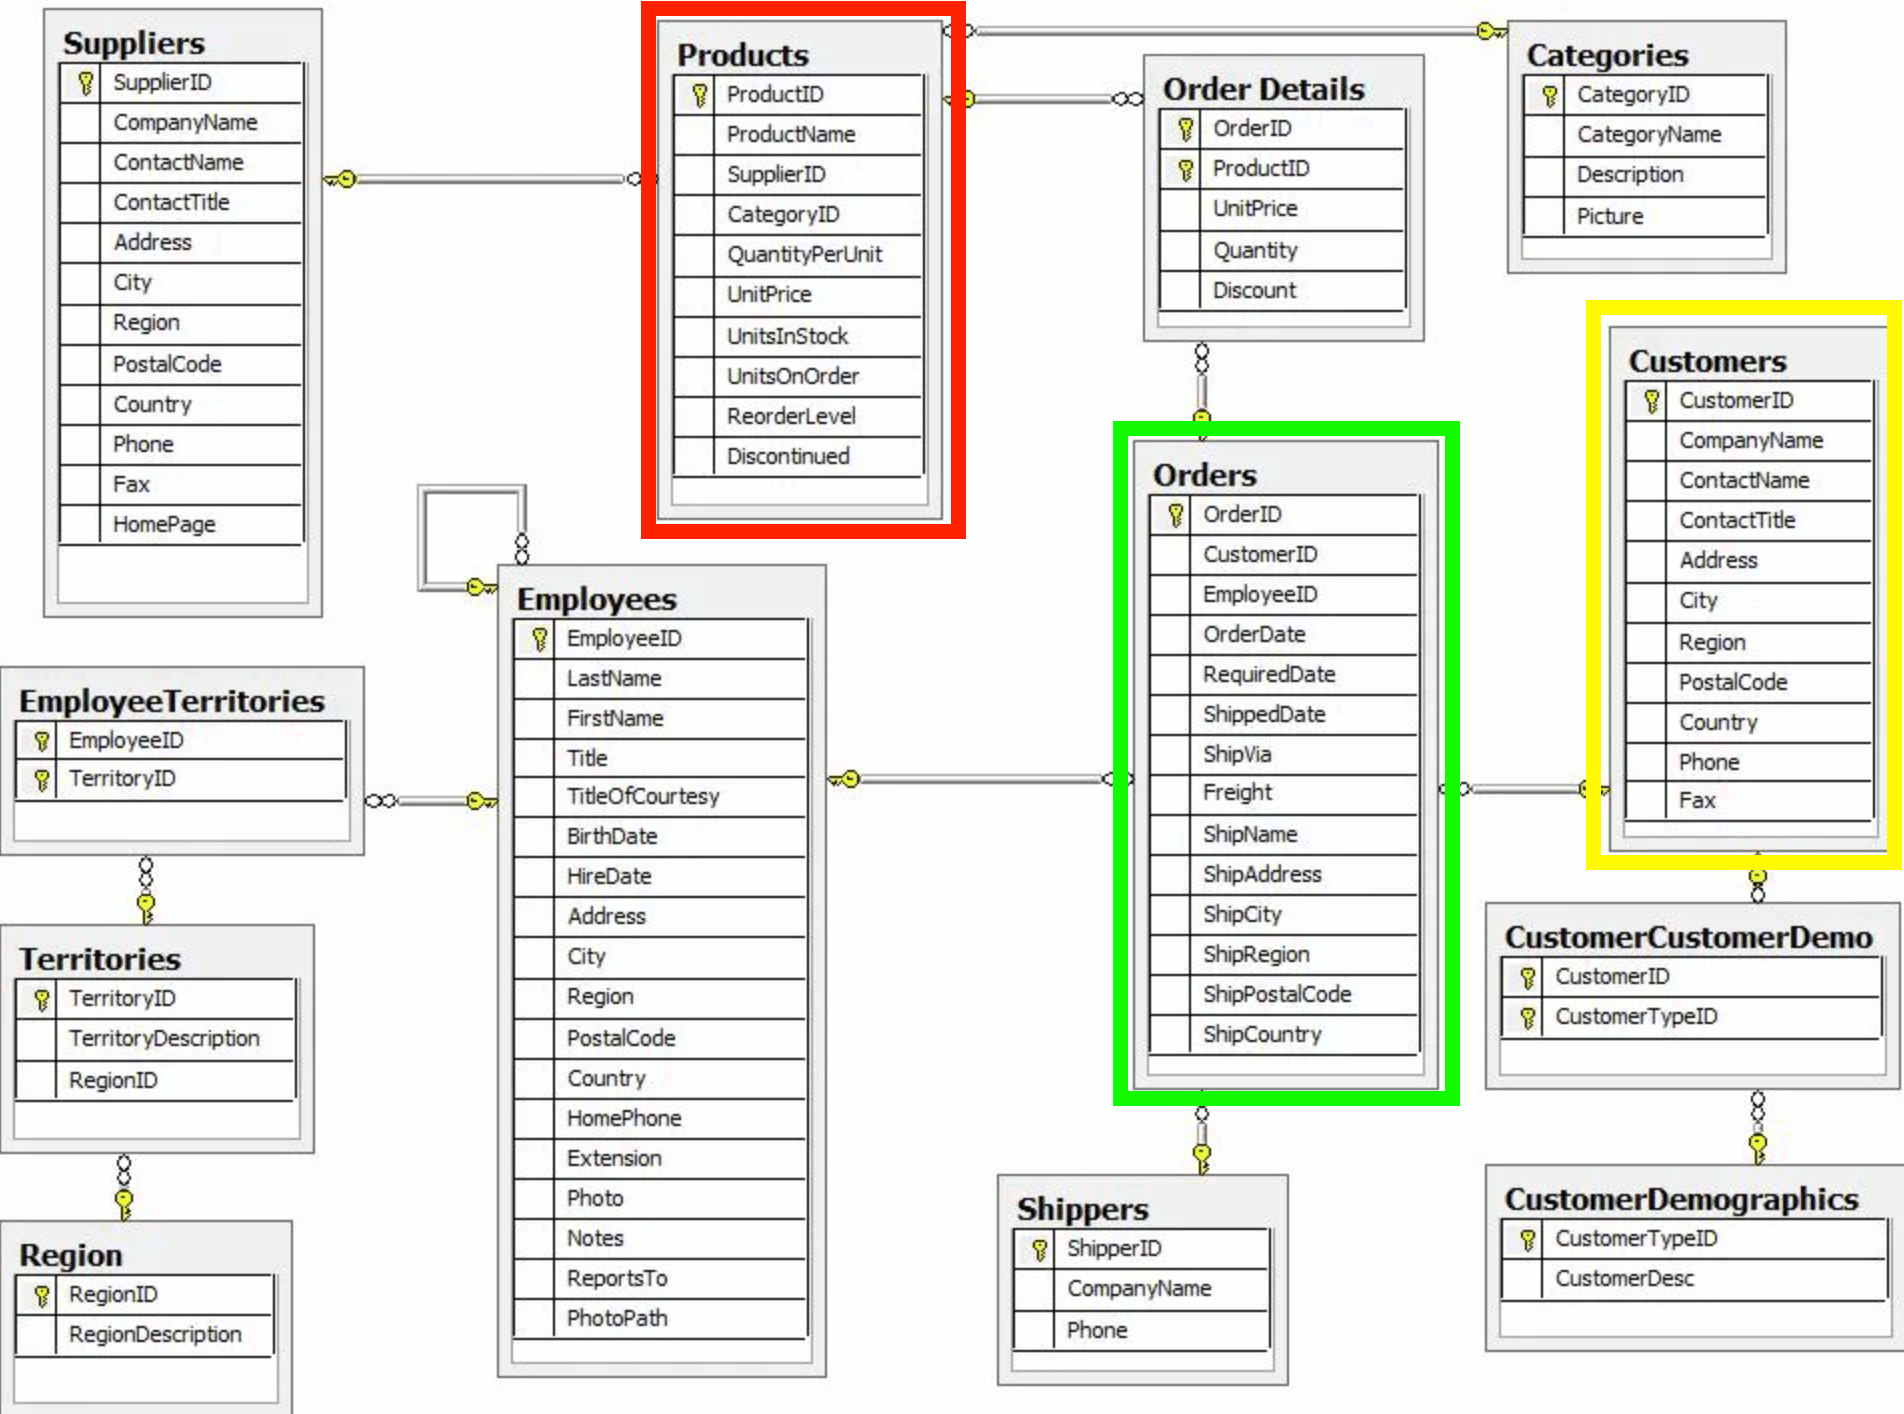 Suppliers
SupplierID
CompanyName
ContactName
ContactTitle
Address
City
Region
PostalCode
Country
Phone
Fax
HomePage
Products
ProductID
ProductName
SupplierID
CategoryID
QuantityPerUnit
UnitPrice
UnitsInStock
UnitsOnOrder
ReorderLevel
Discontinued
Order Details
OrderID
ProductID
UnitPrice
Quantity
Discount
Categories
CategoryID
CategoryName
Description
Picture
Customers
CustomerID
CompanyName
ContactName
ContactTitle
Address
City
Region
PostalCode
Country
Phone
Fax
Orders
OrderID
CustomerID
EmployeeID
OrderDate
RequiredDate
ShippedDate
ShipVia
Freight
ShipName
ShipAddress
ShipCity
ShipRegion
ShipPostalCode
ShipCountry
Employees
EmployeeID
LastName
FirstName
Title
TitleOfCourtesy
BirthDate
HireDate
Address
City
Region
PostalCode
Country
HomePhone
Extension
Photo
Notes
ReportsTo
PhotoPath
EmployeeTerritories
EmployeeID
TerritoryID
Territories
TerritoryID
TerritoryDescription
RegionID
Region
RegionID
RegionDescription
Shippers
ShipperID
CompanyName
Phone
CustomerCustomerDemo
CustomerID
CustomerTypeID
CustomerDemographics
CustomerTypeID
CustomerDesc